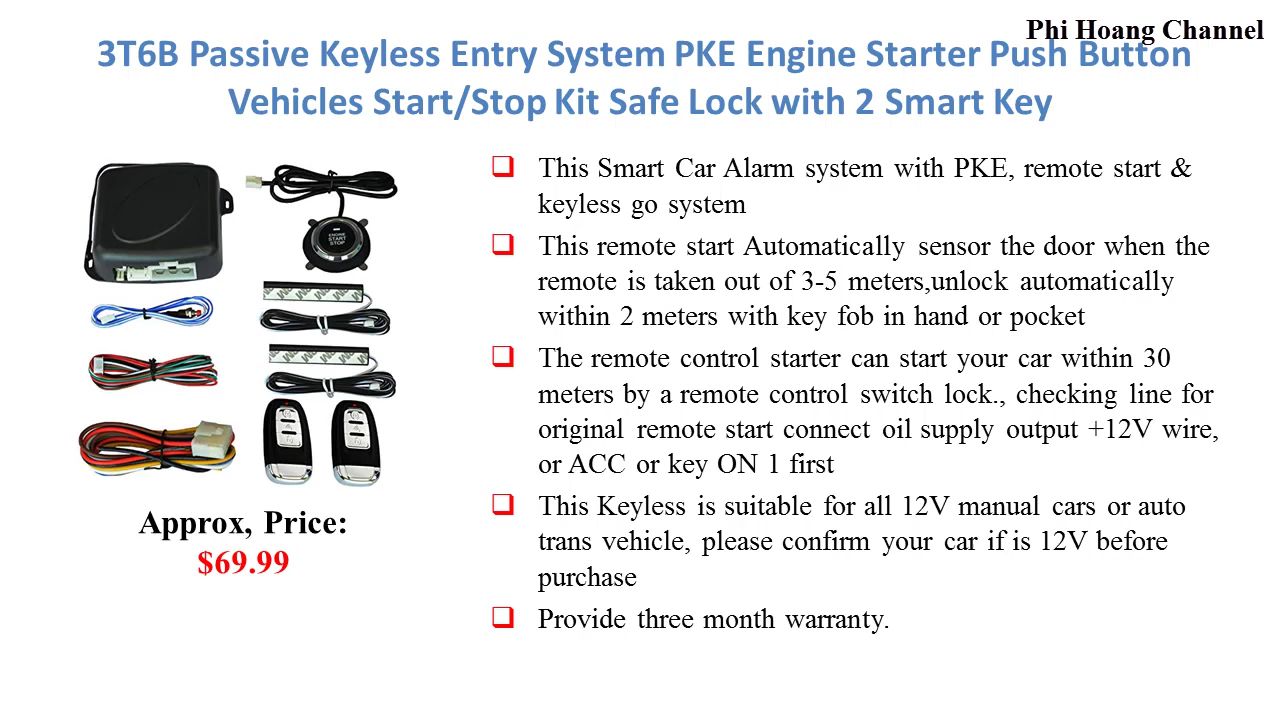 Phi Hoang Channel
3T6B Passive Keyless Entry System PKE Engine Starter Push Button
Vehicles Start/Stop Kit Safe Lock with 2 Smart Key
This Smart Car Alarm system with PKE, remote start &
keyless go system
This remote start Automatically sensor the door when the
remote is taken out of 3-5 meters,unlock automatically
within 2 meters with key fob in hand or pocket
The remote control starter can start your car within 30
meters by a remote control switch lock., checking line for
original remote start connect oil supply output +12V wire,
or ACC or key ON 1 first
This Keyless is suitable for all 12V manual cars or auto
trans vehicle, please confirm your car if is 12V before
purchase
Provide three month warranty.
ENGINE
START
STOP
Approx, Price:
$69.99